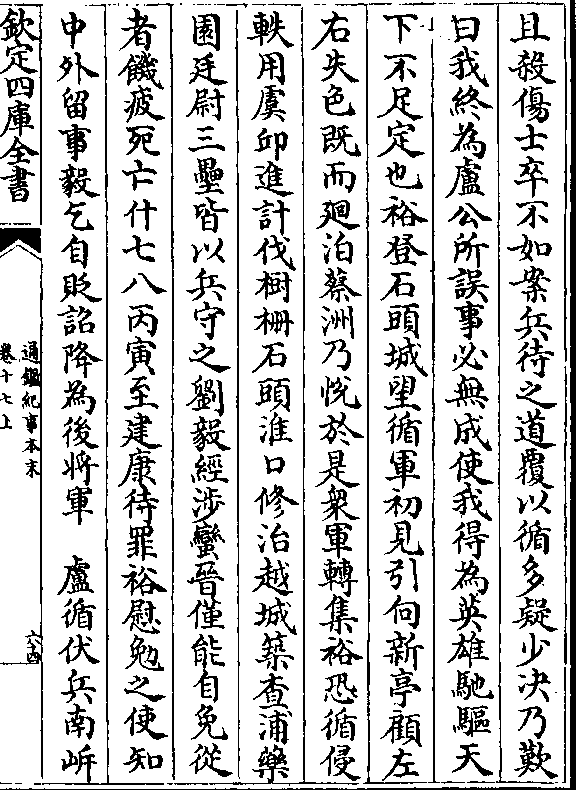 且殺傷士卒不如案兵待之道覆以循多疑少决乃歎
曰我終為盧公所誤事必無成使我得為英雄馳驅天
下不足定也裕登石頭城望循軍初見引向新亭顧左
右失色既而廻泊蔡洲乃悅於是衆軍轉集裕恐循侵
軼用虞丘進計伐樹柵石頭淮口修治越城築查浦藥
園廷尉三壘皆以兵守之劉毅經涉蠻晉僅能自免從
者饑疲死亡什七八丙寅至建康待罪裕慰勉之使知
中外留事毅乞自貶詔降為後將軍　盧循伏兵南岍
欽定四庫全書
通鑑紀事本末
卷十七上
六十四